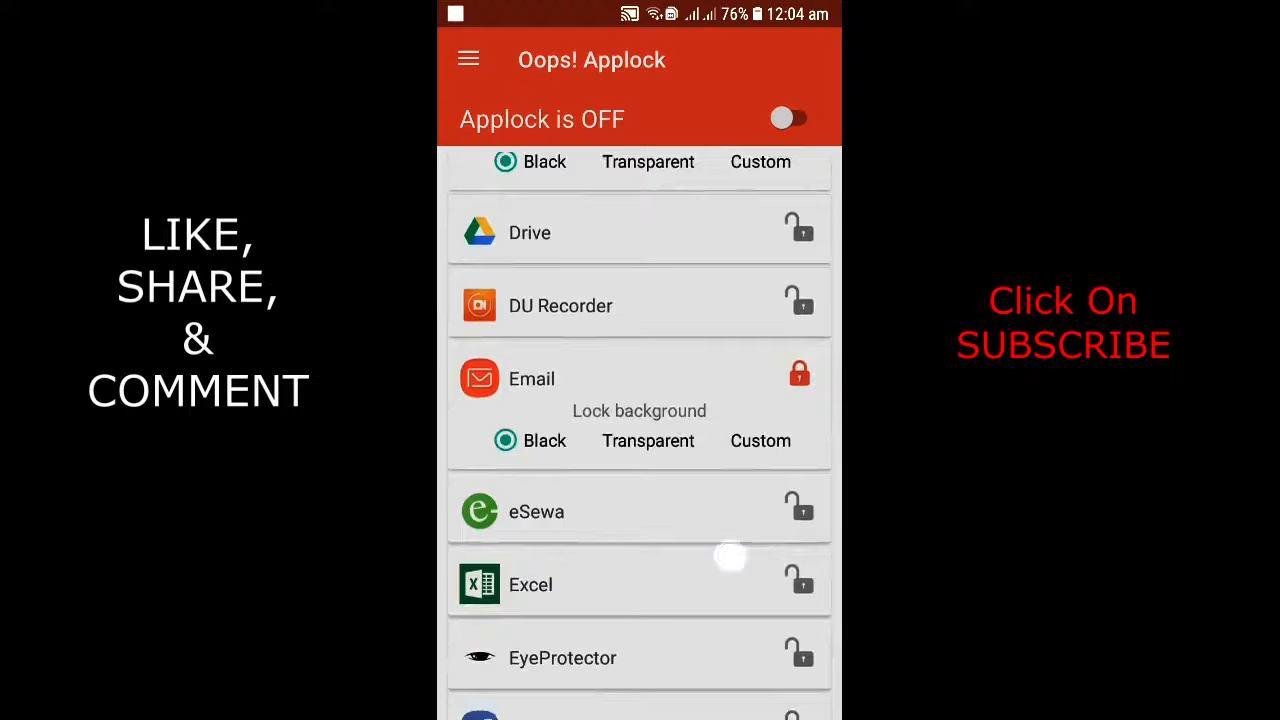 76% 12:04 am
Oops! Applock
Applock is OFF
Black Transparent Custom
Drive
DU Recorder
Email
Lock background
Black Transparent Custom
eSewa
Excel
EyeProtector
LIKE,
SHARE,
&
COMMENT
Click On
SUBSCRIBE